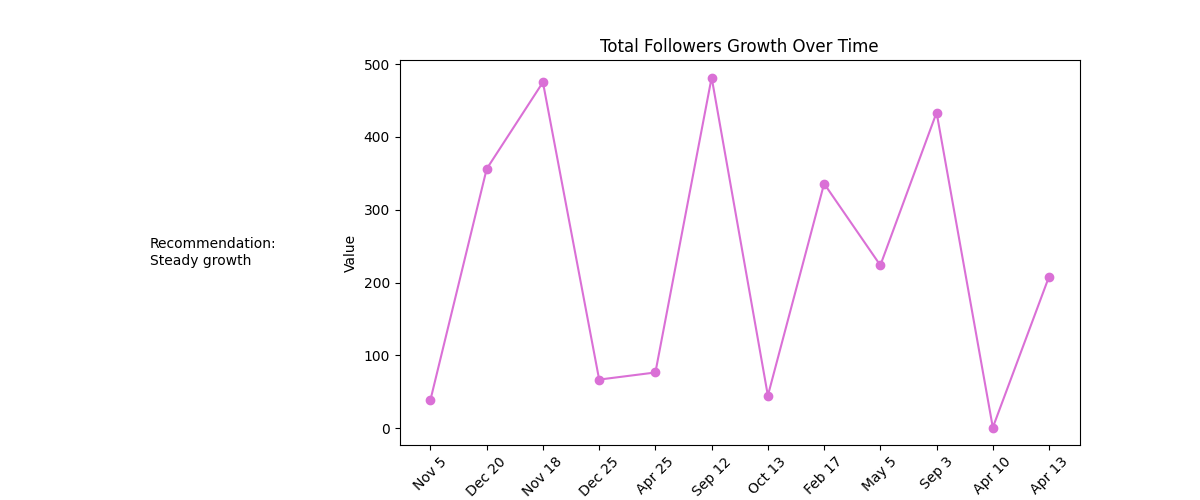 Total Followers Growth Over Time
Recommendation:
Steady growth
Value
500
400
300
200
100
0
Nov 5
Dec 20
Nov 18
Dec 25
Apr 25
Sep 12
Oct 13
Feb 17
May 5
Sep 3
Apr 10
Apr 13